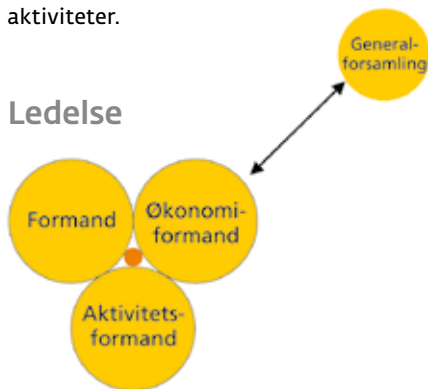 aktiviteter.
General-
forsamling
Ledelse
Formand
Økonomi-
formand
Aktivitets-
formand